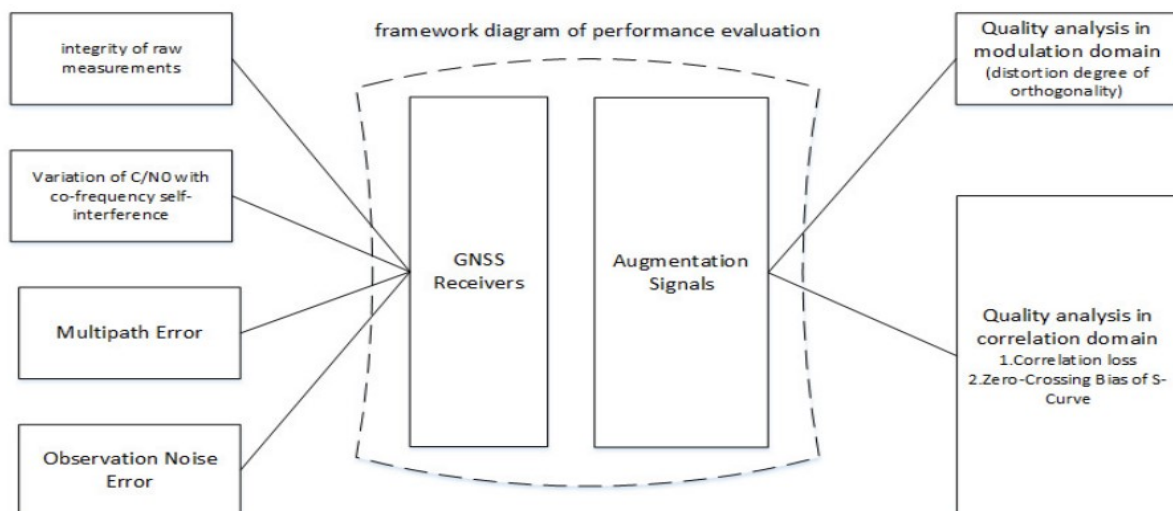 framework diagram of performance evaluation
integrity of raw
measurements
Variation of C/N0 with
co-frequency self-
interference
Multipath Error
Observation Noise
Error
GNSS
Receivers
Augmentation
Signals
Quality analysis in
modulation domain
(distortion degree of
orthogonality)
Quality analysis in
correlation domain
1.Correlation loss
2.Zero-Crossing Bias of S-
Curve